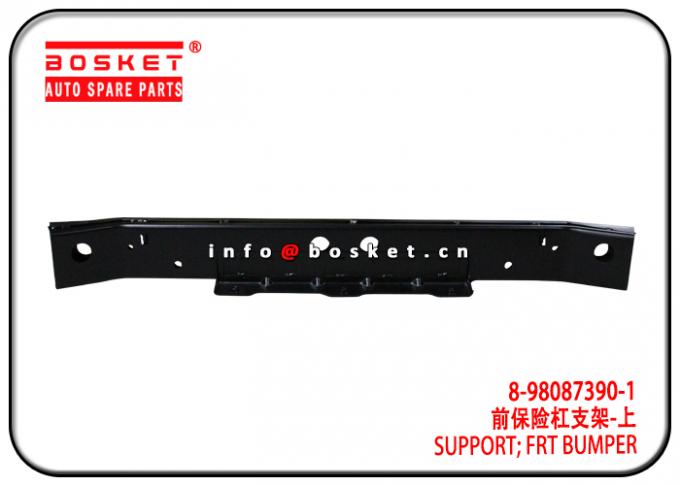 BOSKET®
AUTO SPARE PARTS
info@bosket.cn
8-98087390-1
前保险杠支架-上
SUPPORT; FRT BUMPER